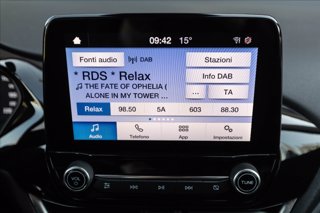 09:42 15°
Fonti audio DAB Stazioni
* RDS * Relax Info DAB
THE FATE OF OPHELIA (
ALONE IN MY TOWER ... ... TA
Relax 98.50 5A 603 88.30
Audio Telefono App Impostazioni
VOL TUNE